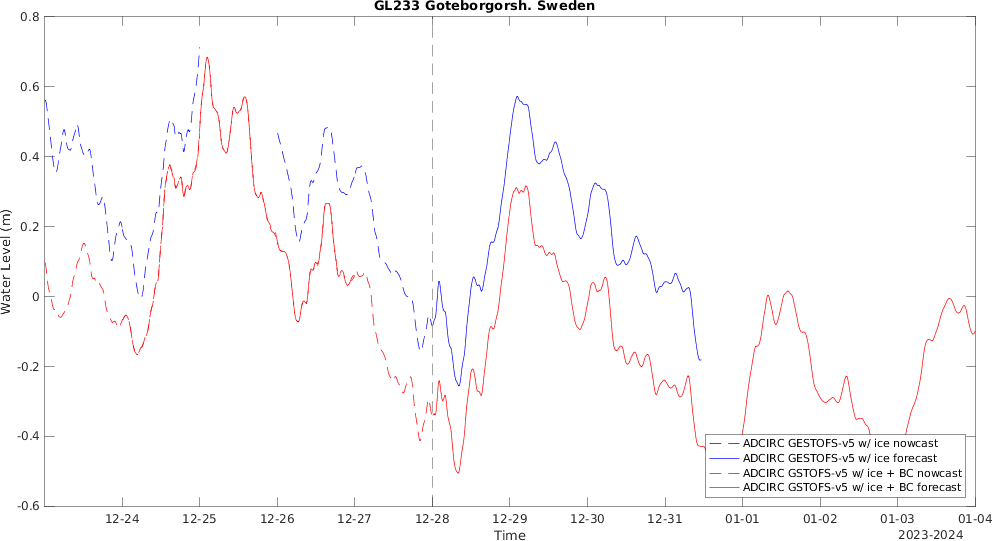 GL233 Goteborgorsh. Sweden
0.8
0.6
0.4
0.2
0
-0.2
-0.4
-0.6
Water Level (m)
ADCIRC GESTOFS-v5 w/ ice nowcast
ADCIRC GESTOFS-v5 w/ ice forecast
ADCIRC GSTOFS-v5 w/ ice + BC nowcast
ADCIRC GSTOFS-v5 w/ ice + BC forecast
12-24 12-25 12-26 12-27 12-28 12-29 12-30 12-31 01-01 01-02 01-03 01-04
Time
2023-2024